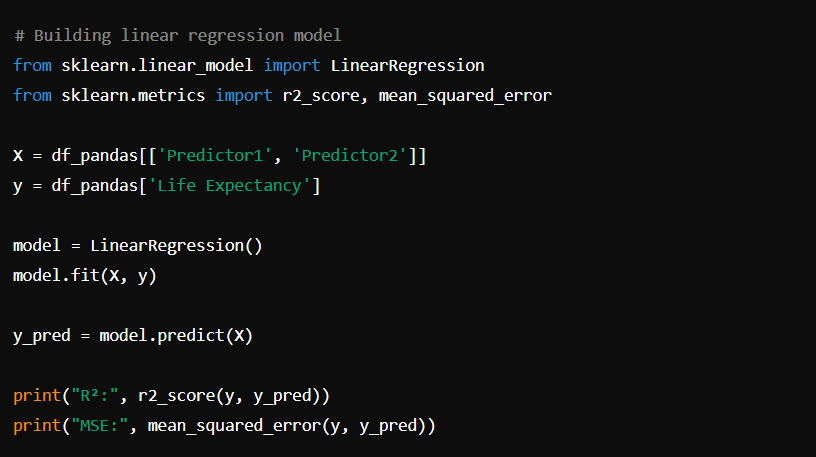 # Building linear regression model
from sklearn.linear_model import LinearRegression
from sklearn.metrics import r2_score, mean_squared_error
X = df_pandas[['Predictor1', 'Predictor2']]
y = df_pandas['Life Expectancy']
model = LinearRegression()
model.fit(X, y)
y_pred = model.predict(X)
print("R²:", r2_score(y, y_pred))
print("MSE:", mean_squared_error(y, y_pred))